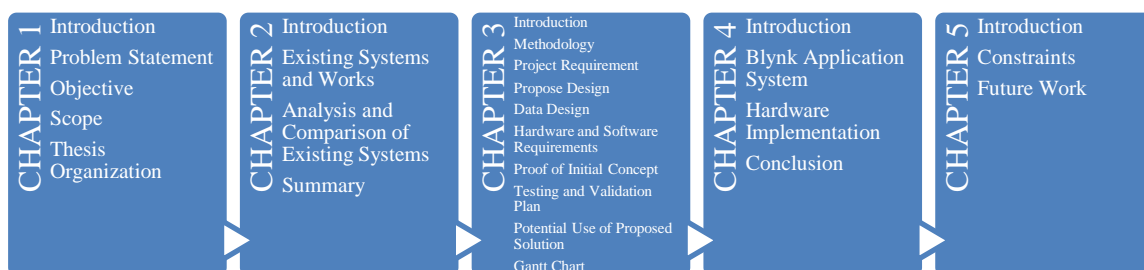 CHAPTER 1
Introduction
Problem Statement
Objective
Scope
Thesis
Organization
CHAPTER 2
Introduction
Existing Systems
and Works
Analysis and
Comparison of
Existing Systems
Summary
CHAPTER 3
Introduction
Methodology
Project Requirement
Propose Design
Data Design
Hardware and Software
Requirements
Proof of Initial Concept
Testing and Validation
Plan
Potential Use of Proposed
Solution
Gantt Chart
CHAPTER 4
Introduction
Blynk Application
System
Hardware
Implementation
Conclusion
CHAPTER 5
Introduction
Constraints
Future Work